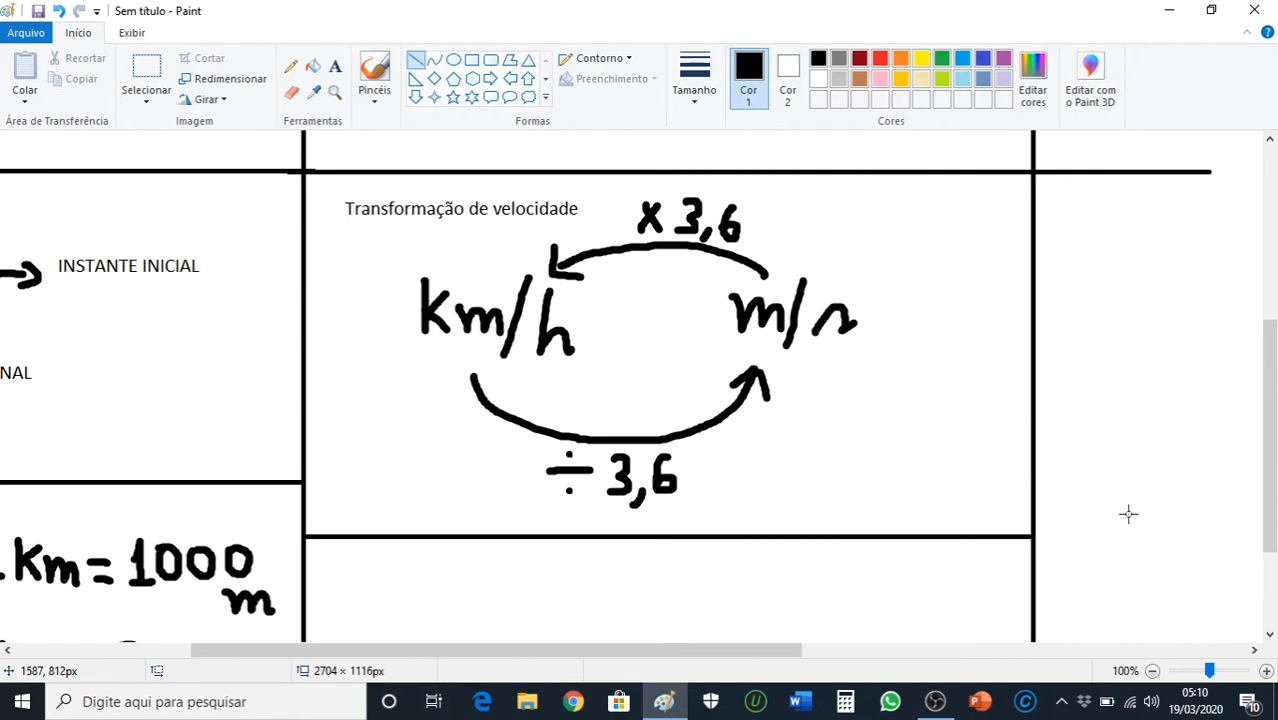 Sem título - Paint
Arquivo Início Exibir
Colar
Recortar
Copiar
Área de Transferência
Selecionar
Cortar
Redimensionar
Girar
Imagem
A
Ferramentas
Pincéis
Contorno
Preenchimento
Formas
Tamanho
Cor 1
Cor 2
Editar cores
Cores
Editar com o Paint 3D
INSTANTE INICIAL
NAL
Km = 1000
m
Transformação de velocidade
x 3,6
Km/h m/s
÷ 3,6
1587, 812px 2704 × 1116px 100%
Digite aqui para pesquisar
05:10
19/03/2020
10